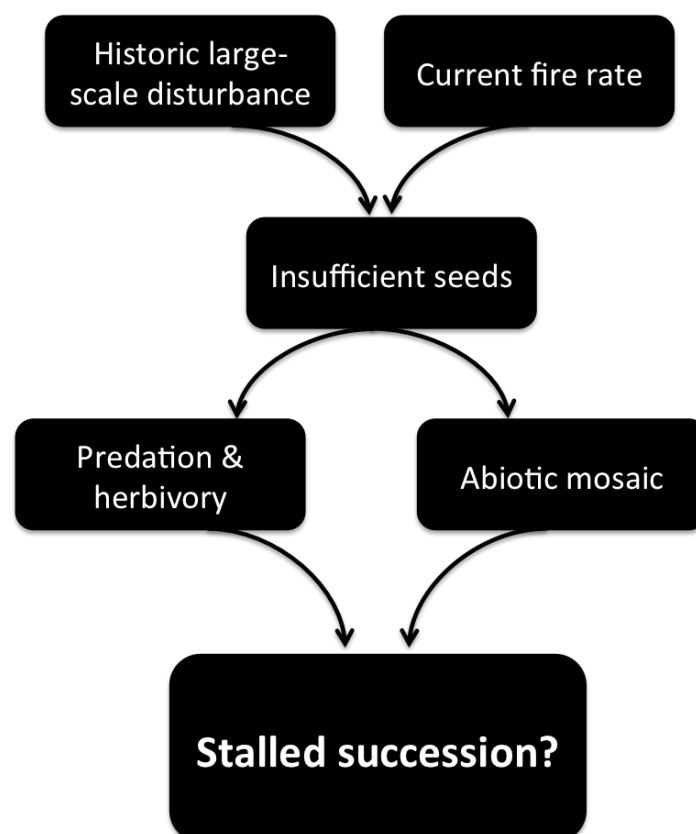 Historic large-
scale disturbance
Current fire rate
Insufficient seeds
Predation &
herbivory
Abiotic mosaic
Stalled succession?